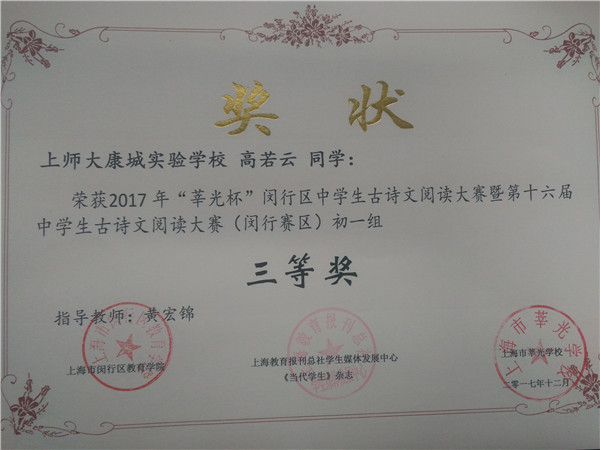 奖 状
上师大康城实验学校 高若云 同学：
荣获2017年“莘光杯”闵行区中学生古诗文阅读大赛暨第十六届
中学生古诗文阅读大赛（闵行赛区）初一组
三等奖
指导教师：黄宏锦
上海市闵行区教育学院
上海教育报刊总社学生媒体发展中心
《当代学生》杂志
上海市莘光学校
二零一七年十二月
上海市莘光学校